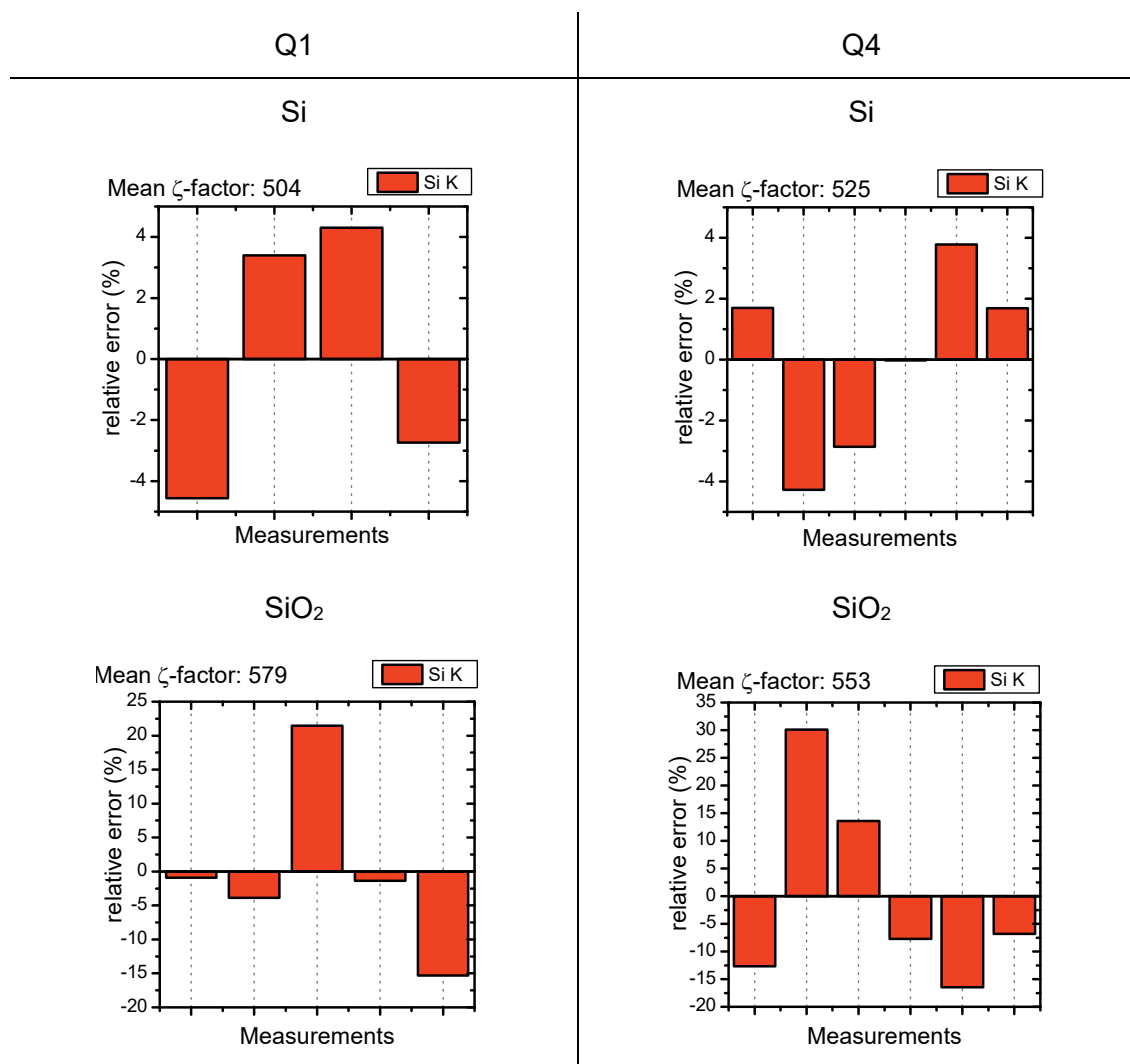 Q1
Q4
Si
Si
Mean ζ-factor: 504
Si K
relative error (%)
4
2
0
-2
-4
Measurements
Mean ζ-factor: 525
Si K
relative error (%)
4
2
0
-2
-4
Measurements
SiO₂
SiO₂
Mean ζ-factor: 579
Si K
relative error (%)
25
20
15
10
5
0
-5
-10
-15
-20
Measurements
Mean ζ-factor: 553
Si K
relative error (%)
35
30
25
20
15
10
5
0
-5
-10
-15
-20
Measurements